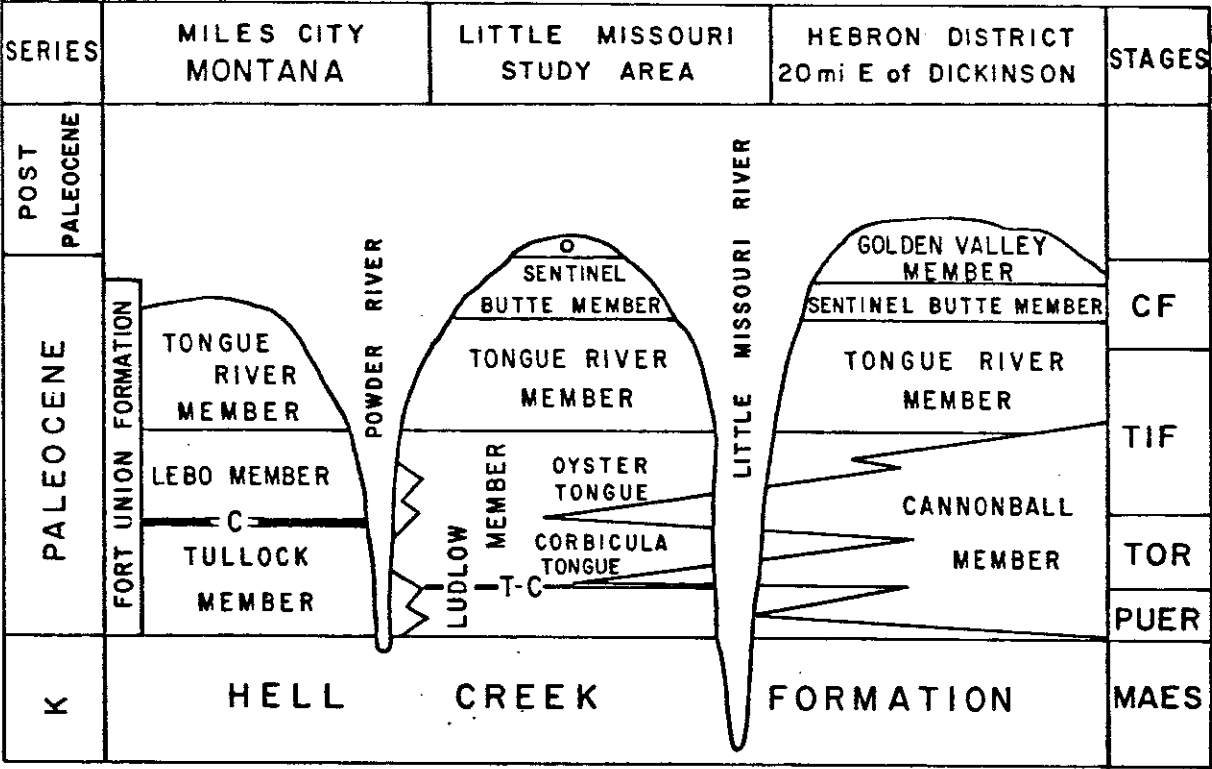 SERIES
MILES CITY
MONTANA
LITTLE MISSOURI
STUDY AREA
HEBRON DISTRICT
20 mi E of DICKINSON
STAGES
POST
PALEOCENE
PALEOCENE
K
FORT UNION FORMATION
TONGUE
RIVER
MEMBER
LEBO MEMBER
C
TULLOCK
MEMBER
POWDER RIVER
O
SENTINEL
BUTTE MEMBER
TONGUE RIVER
MEMBER
LUDLOW
MEMBER
OYSTER
TONGUE
CORBICULA
TONGUE
T-C
LITTLE MISSOURI RIVER
GOLDEN VALLEY
MEMBER
SENTINEL BUTTE MEMBER
TONGUE RIVER
MEMBER
CANNONBALL
MEMBER
HELL CREEK FORMATION
CF
TIF
TOR
PUER
MAES